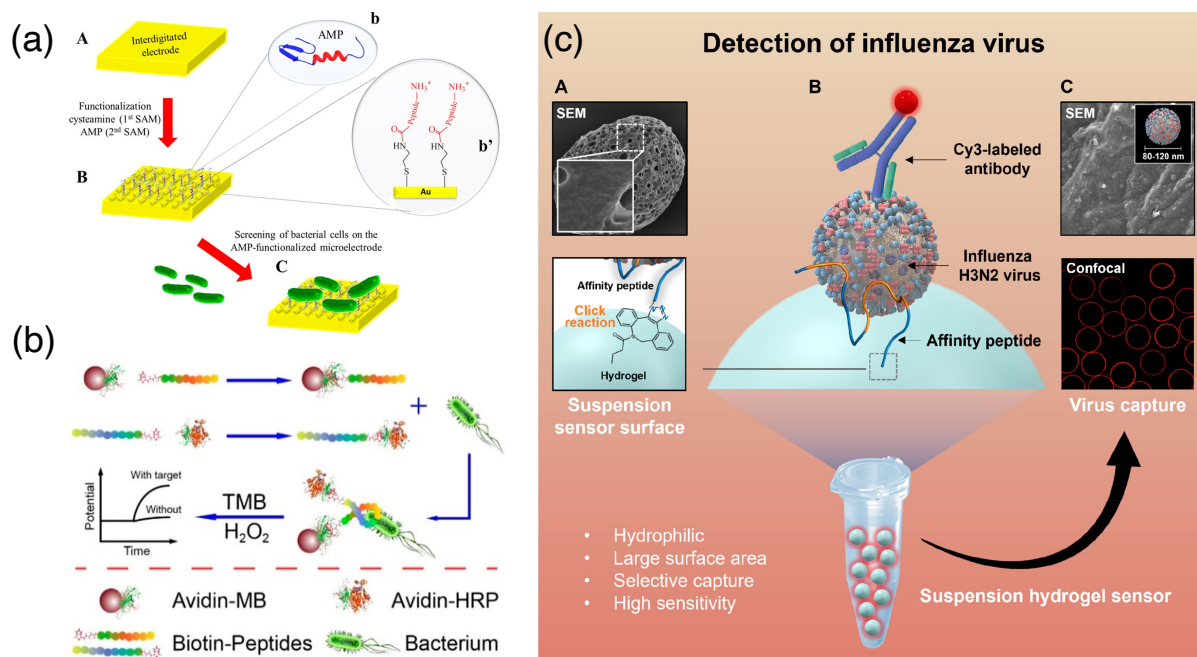 (a)
A
Interdigitated
electrode
b
AMP
Functionalization
cysteamine (1st SAM)
AMP (2nd SAM)
NH3+
NH3+
Peptide
Peptide
b'
O
O
HN
HN
S
S
Au
B
Screening of bacterial cells on the
AMP-functionalized microelectrode
C
(b)
+
Potential
With target
Without
Time
TMB
H2O2
Avidin-MB
Avidin-HRP
Biotin-Peptides
Bacterium
(c)
Detection of influenza virus
A
SEM
B
Cy3-labeled
antibody
Influenza
H3N2 virus
Affinity peptide
C
SEM
80-120 nm
Affinity peptide
Click
reaction
N
N
N
N
O
Hydrogel
Suspension
sensor surface
Confocal
Virus capture
• Hydrophilic
• Large surface area
• Selective capture
• High sensitivity
Suspension hydrogel sensor